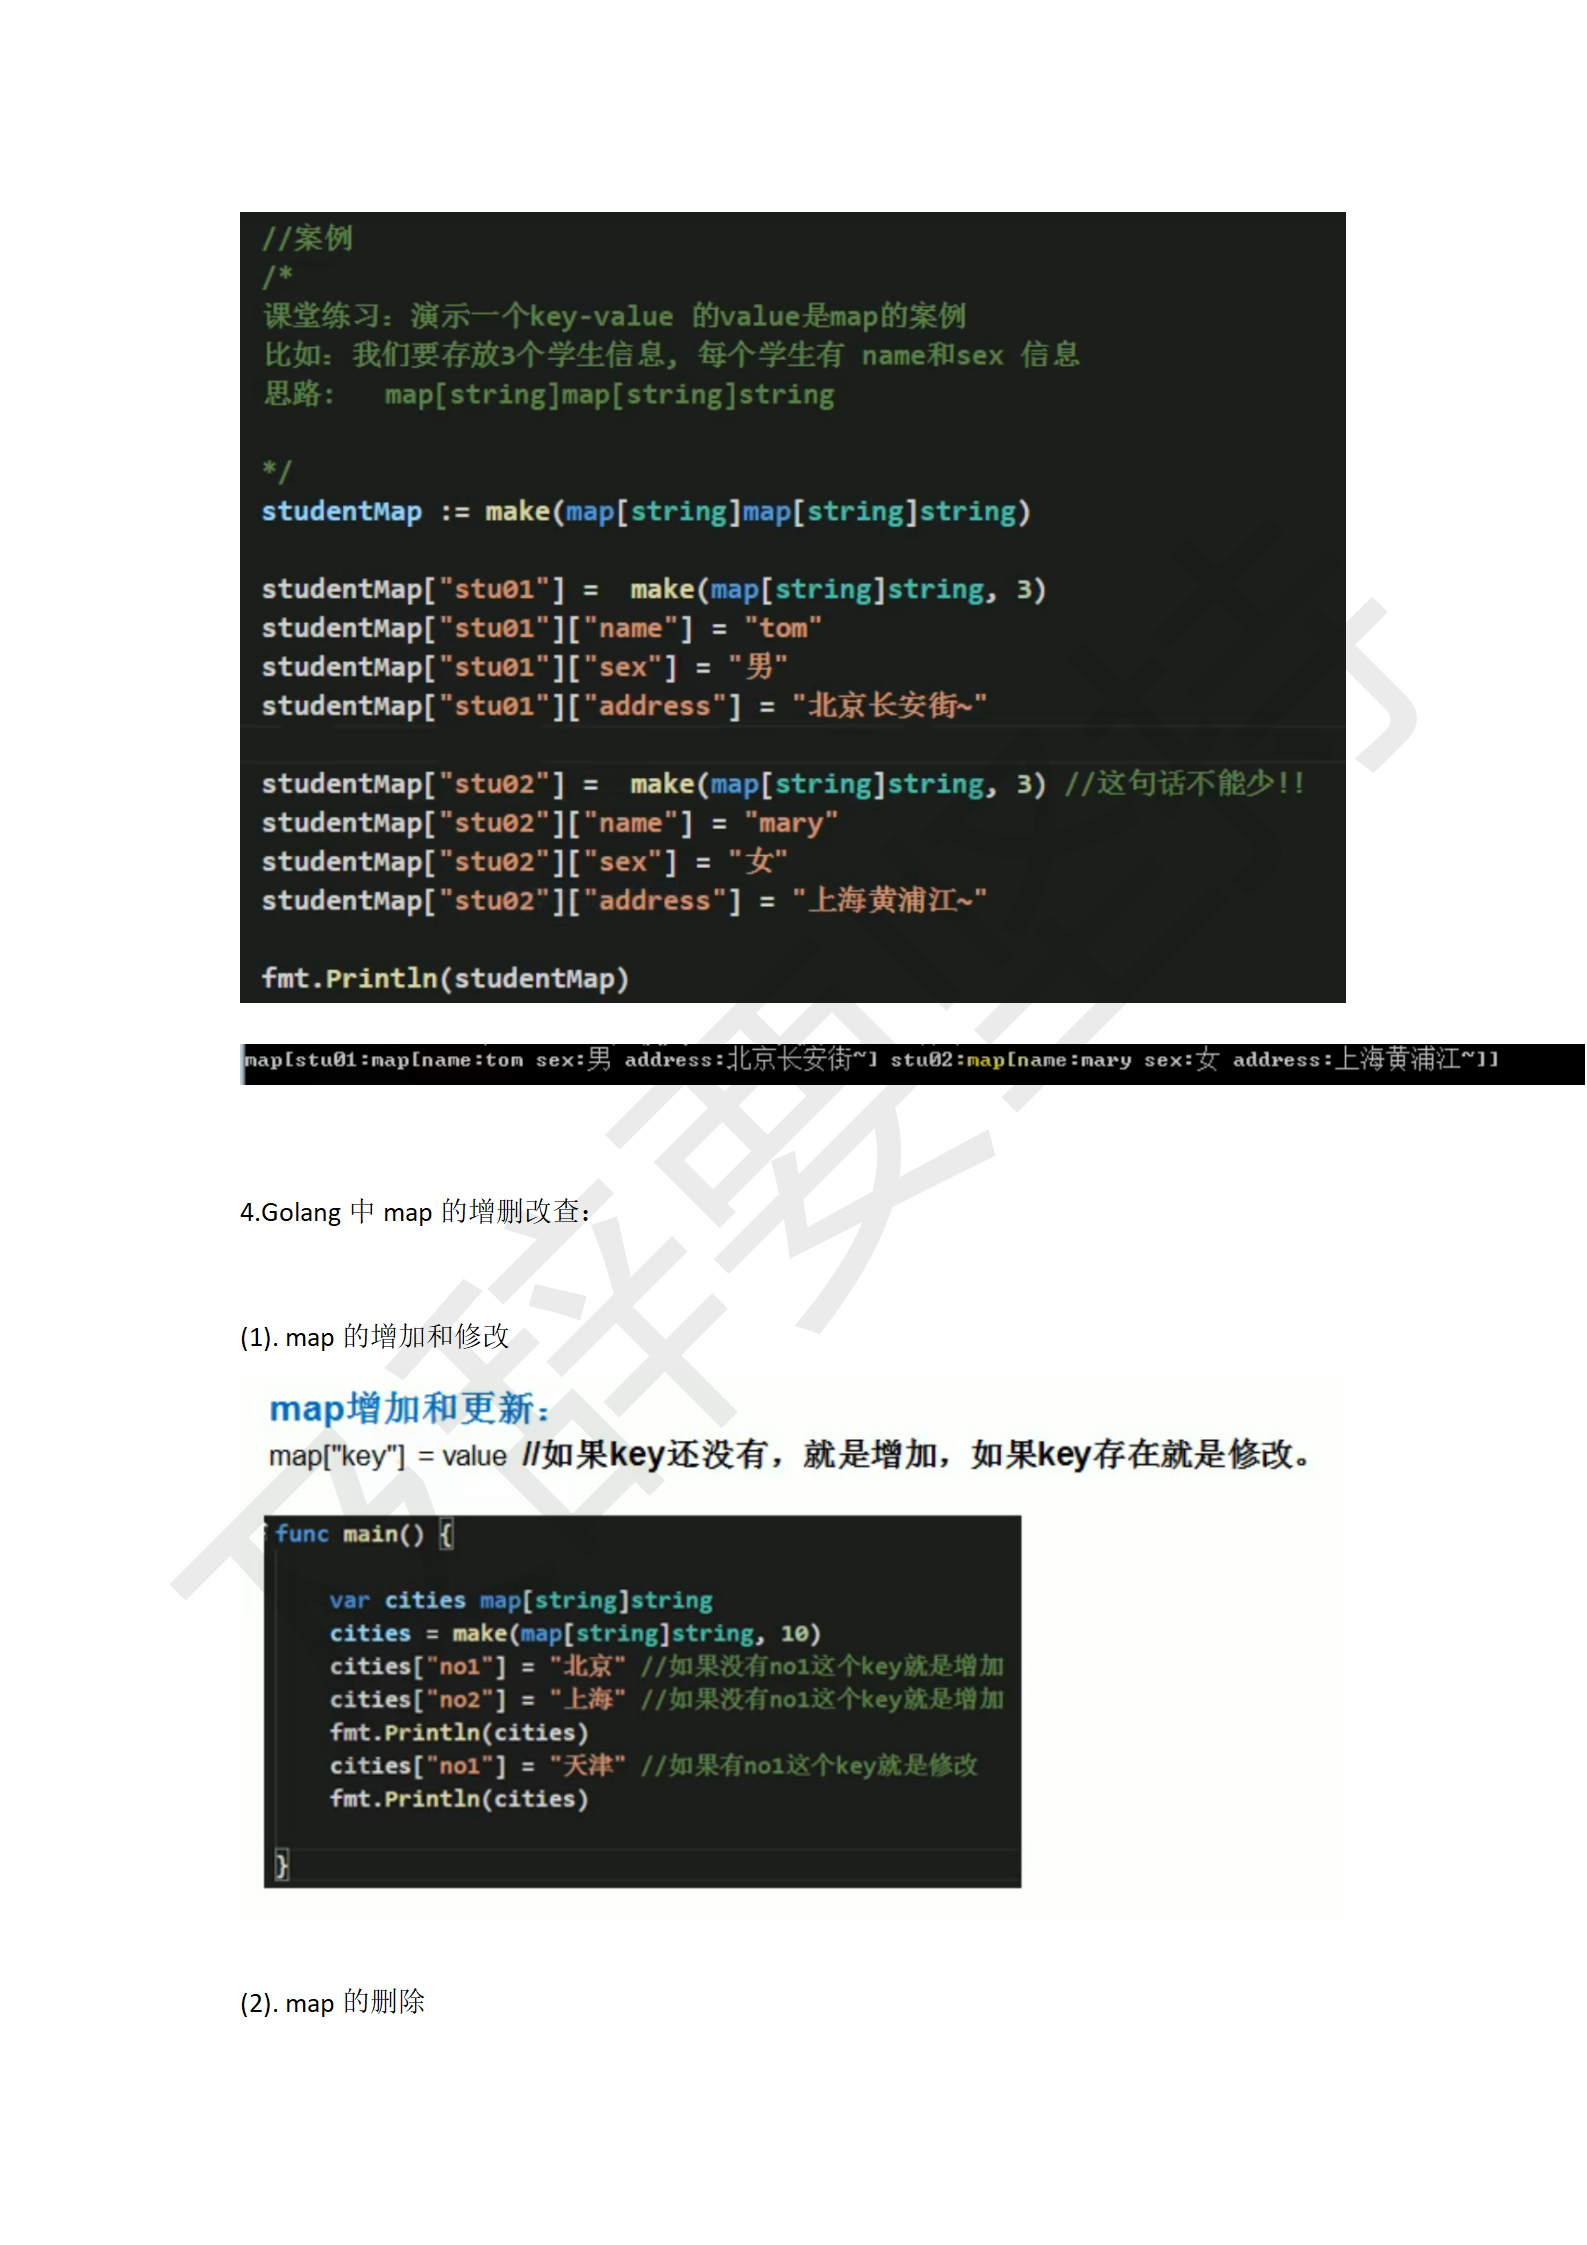 //案例
/*
课堂练习：演示一个key-value 的value是map的案例
比如：我们要存放3个学生信息, 每个学生有 name和sex 信息
思路:   map[string]map[string]string
*/
studentMap := make(map[string]map[string]string)
studentMap["stu01"] =  make(map[string]string, 3)
studentMap["stu01"]["name"] = "tom"
studentMap["stu01"]["sex"] = "男"
studentMap["stu01"]["address"] = "北京长安街~"
studentMap["stu02"] =  make(map[string]string, 3) //这句话不能少!!
studentMap["stu02"]["name"] = "mary"
studentMap["stu02"]["sex"] = "女"
studentMap["stu02"]["address"] = "上海黄浦江~"
fmt.Println(studentMap)
map[stu01:map[name:tom sex:男 address:北京长安街~] stu02:map[name:mary sex:女 address:上海黄浦江~]]
4.Golang 中 map 的增删改查：
(1). map 的增加和修改
map增加和更新：
map["key"] = value //如果key还没有，就是增加，如果key存在就是修改。
func main() {
var cities map[string]string
cities = make(map[string]string, 10)
cities["no1"] = "北京" //如果没有no1这个key就是增加
cities["no2"] = "上海" //如果没有no1这个key就是增加
fmt.Println(cities)
cities["no1"] = "天津" //如果有no1这个key就是修改
fmt.Println(cities)
}
(2). map 的删除